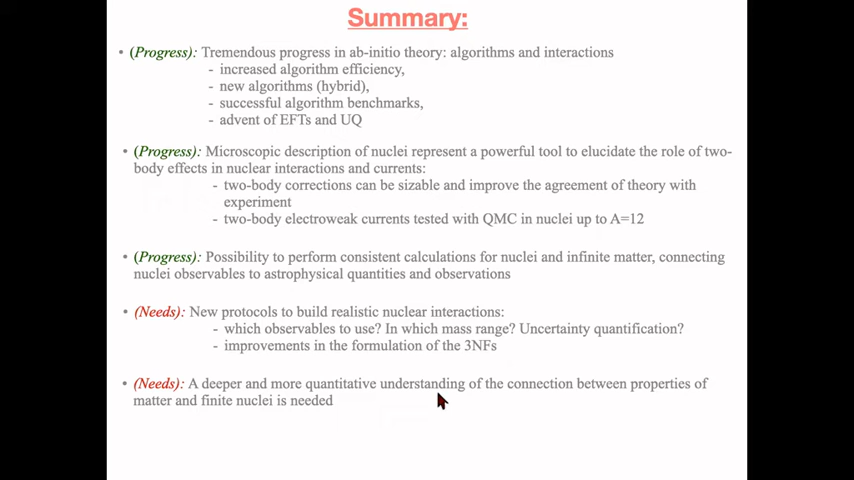 Summary:
• (Progress): Tremendous progress in ab-initio theory: algorithms and interactions
- increased algorithm efficiency,
- new algorithms (hybrid),
- successful algorithm benchmarks,
- advent of EFTs and UQ
• (Progress): Microscopic description of nuclei represent a powerful tool to elucidate the role of two-
body effects in nuclear interactions and currents:
- two-body corrections can be sizable and improve the agreement of theory with
experiment
- two-body electroweak currents tested with QMC in nuclei up to A=12
• (Progress): Possibility to perform consistent calculations for nuclei and infinite matter, connecting
nuclei observables to astrophysical quantities and observations
• (Needs): New protocols to build realistic nuclear interactions:
- which observables to use? In which mass range? Uncertainty quantification?
- improvements in the formulation of the 3NFs
• (Needs): A deeper and more quantitative understanding of the connection between properties of
matter and finite nuclei is needed